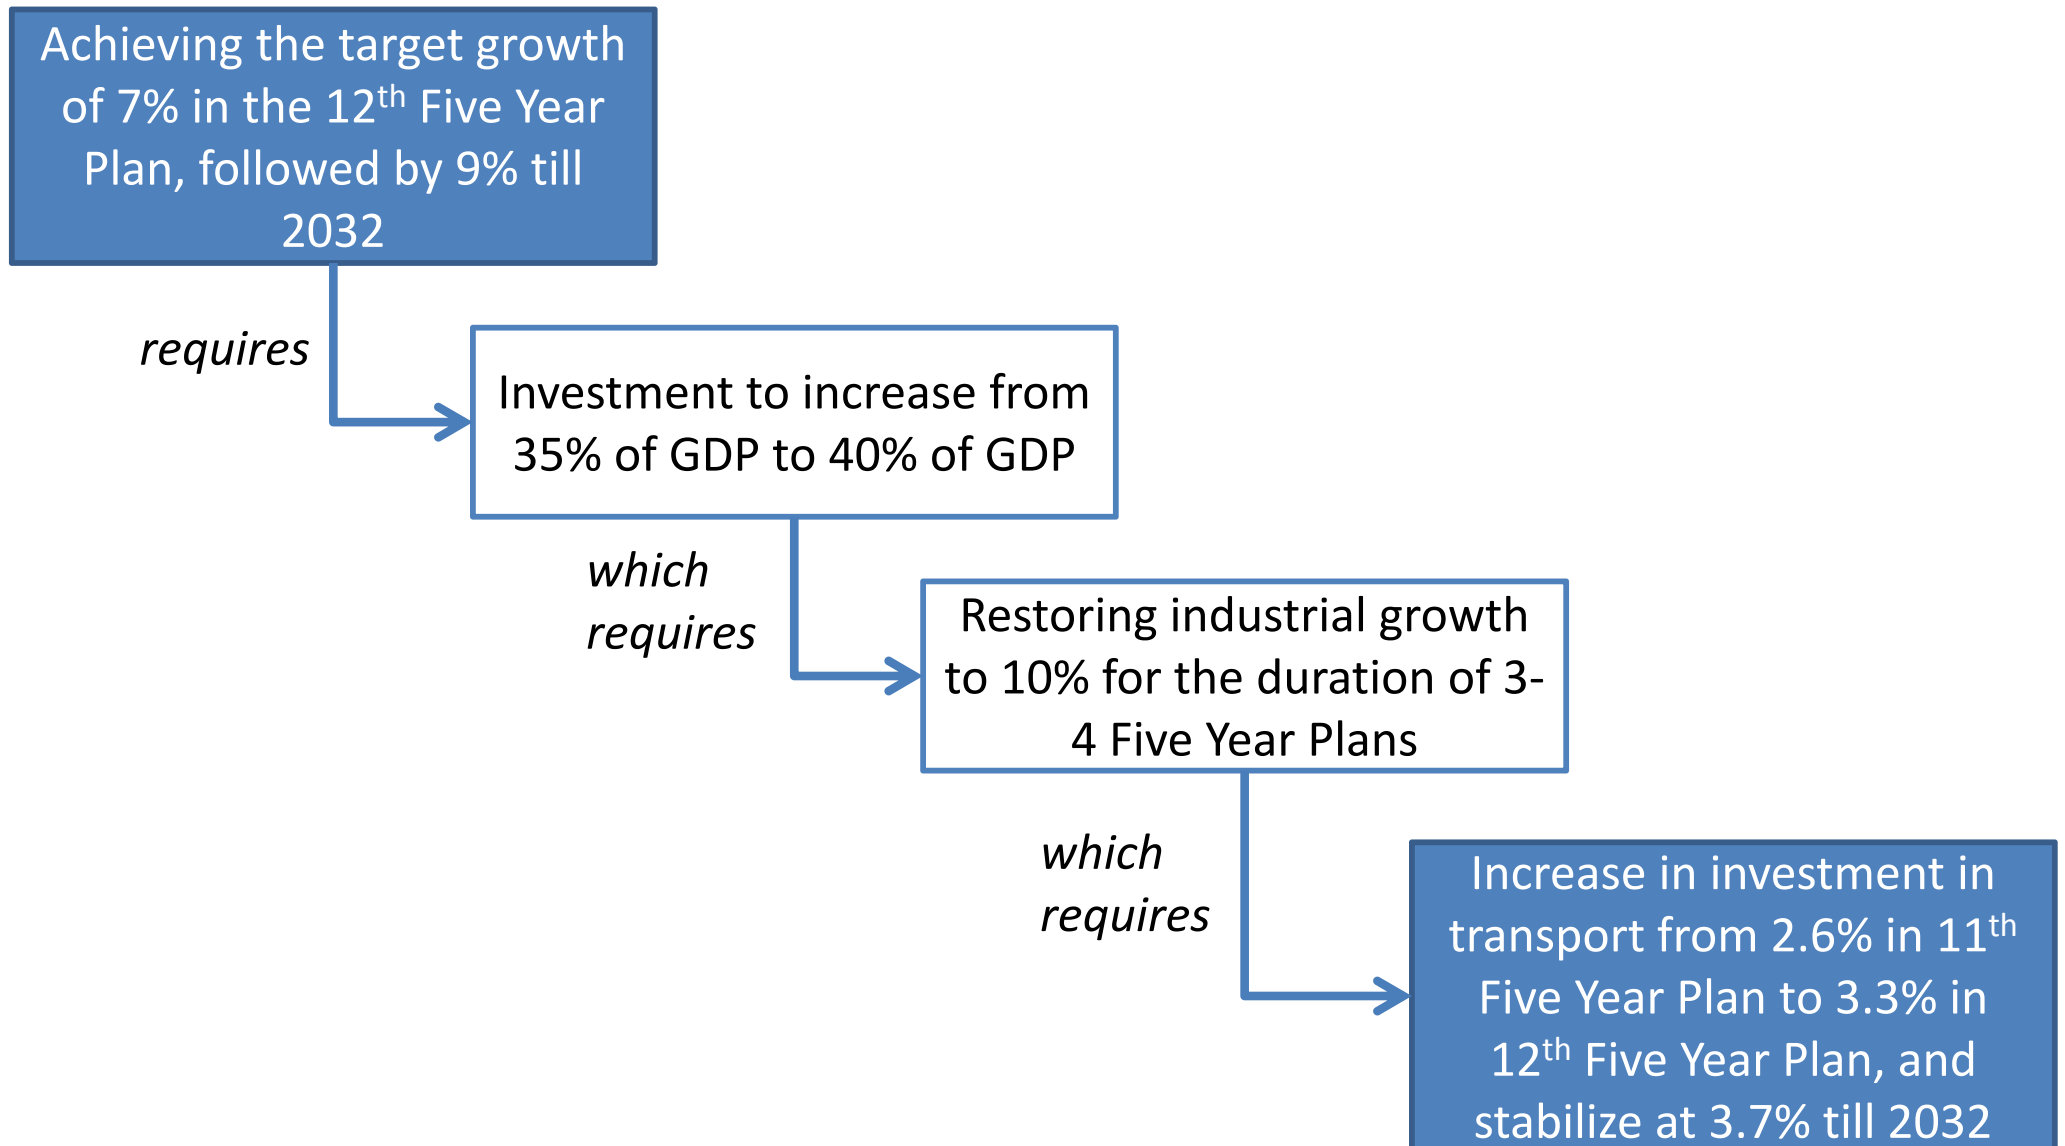 Achieving the target growth
of 7% in the 12th Five Year
Plan, followed by 9% till
2032
requires
Investment to increase from
35% of GDP to 40% of GDP
which
requires
Restoring industrial growth
to 10% for the duration of 3-
4 Five Year Plans
which
requires
Increase in investment in
transport from 2.6% in 11th
Five Year Plan to 3.3% in
12th Five Year Plan, and
stabilize at 3.7% till 2032